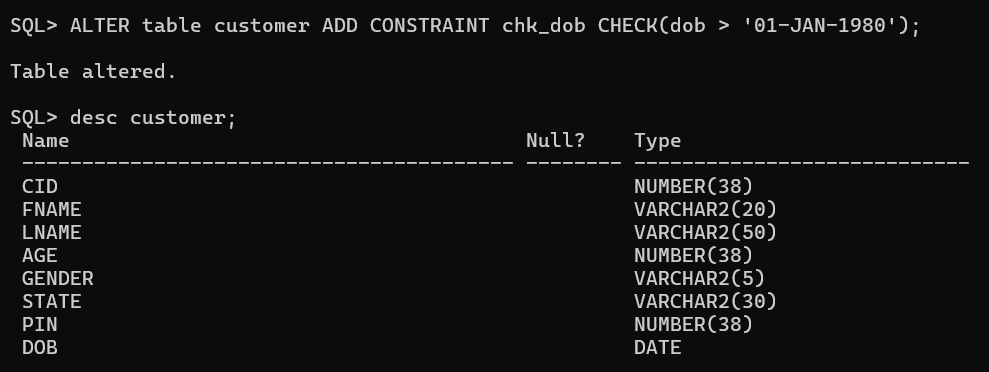 SQL> ALTER table customer ADD CONSTRAINT chk_dob CHECK(dob > '01-JAN-1980');
Table altered.
SQL> desc customer;
Name Null? Type
----------------------------------------- -------- ----------------------------
CID NUMBER(38)
FNAME VARCHAR2(20)
LNAME VARCHAR2(50)
AGE NUMBER(38)
GENDER VARCHAR2(5)
STATE VARCHAR2(30)
PIN NUMBER(38)
DOB DATE